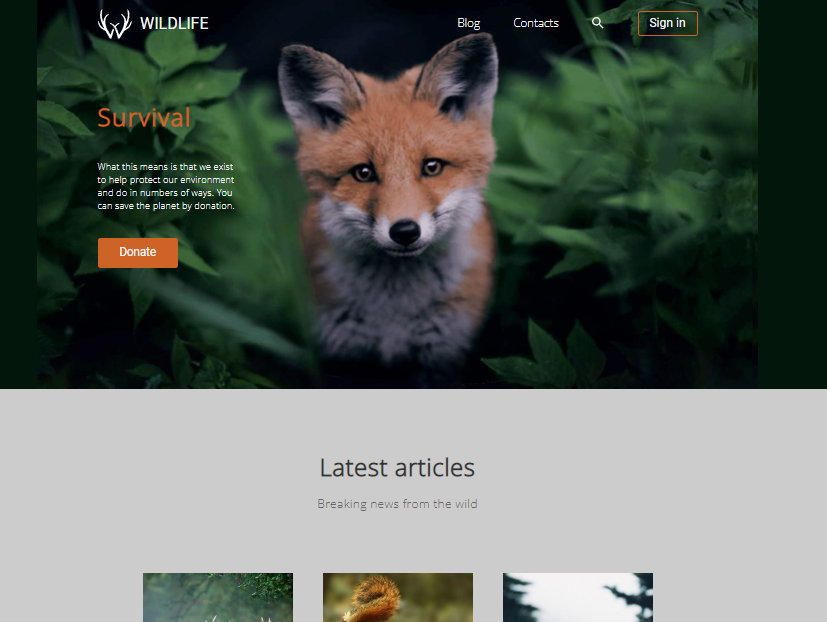 WILDLIFE
Blog
Contacts
Sign in
Survival
What this means is that we exist
to help protect our environment
and do in numbers of ways. You
can save the planet by donation.
Donate
Latest articles
Breaking news from the wild